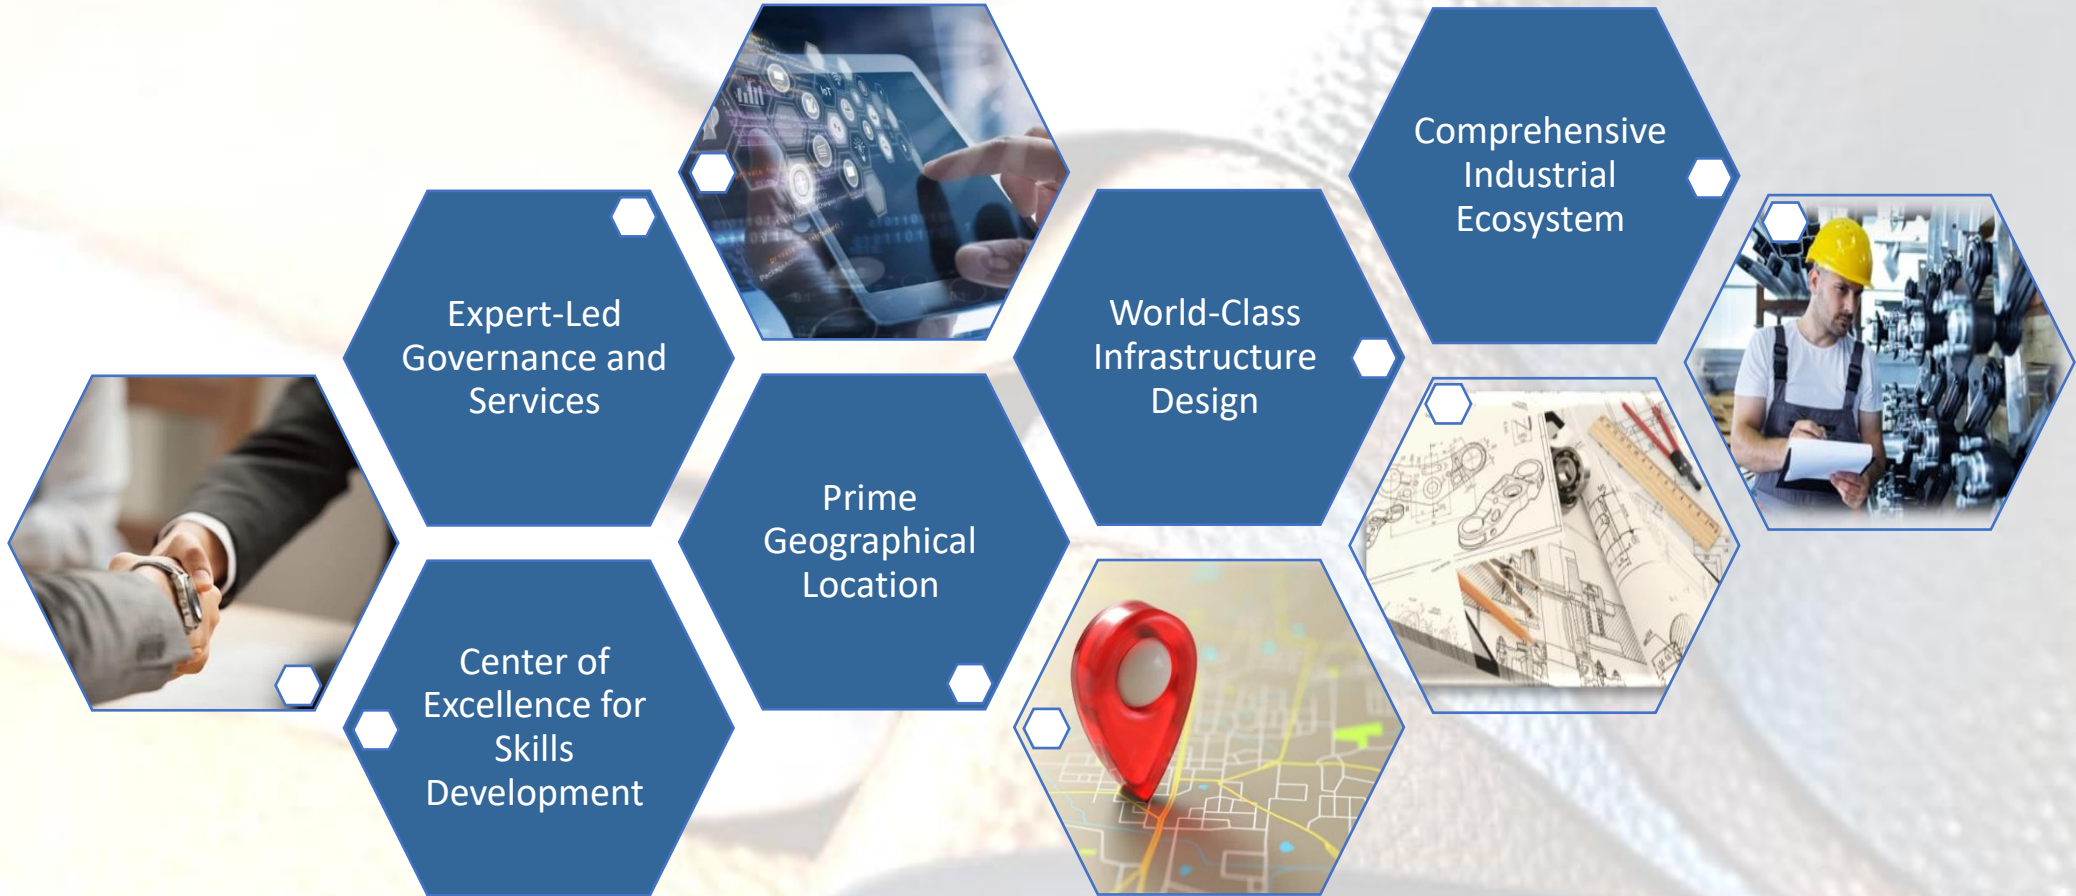 Expert-Led
Governance and
Services
Center of
Excellence for
Skills
Development
Prime
Geographical
Location
World-Class
Infrastructure
Design
Comprehensive
Industrial
Ecosystem
IoT